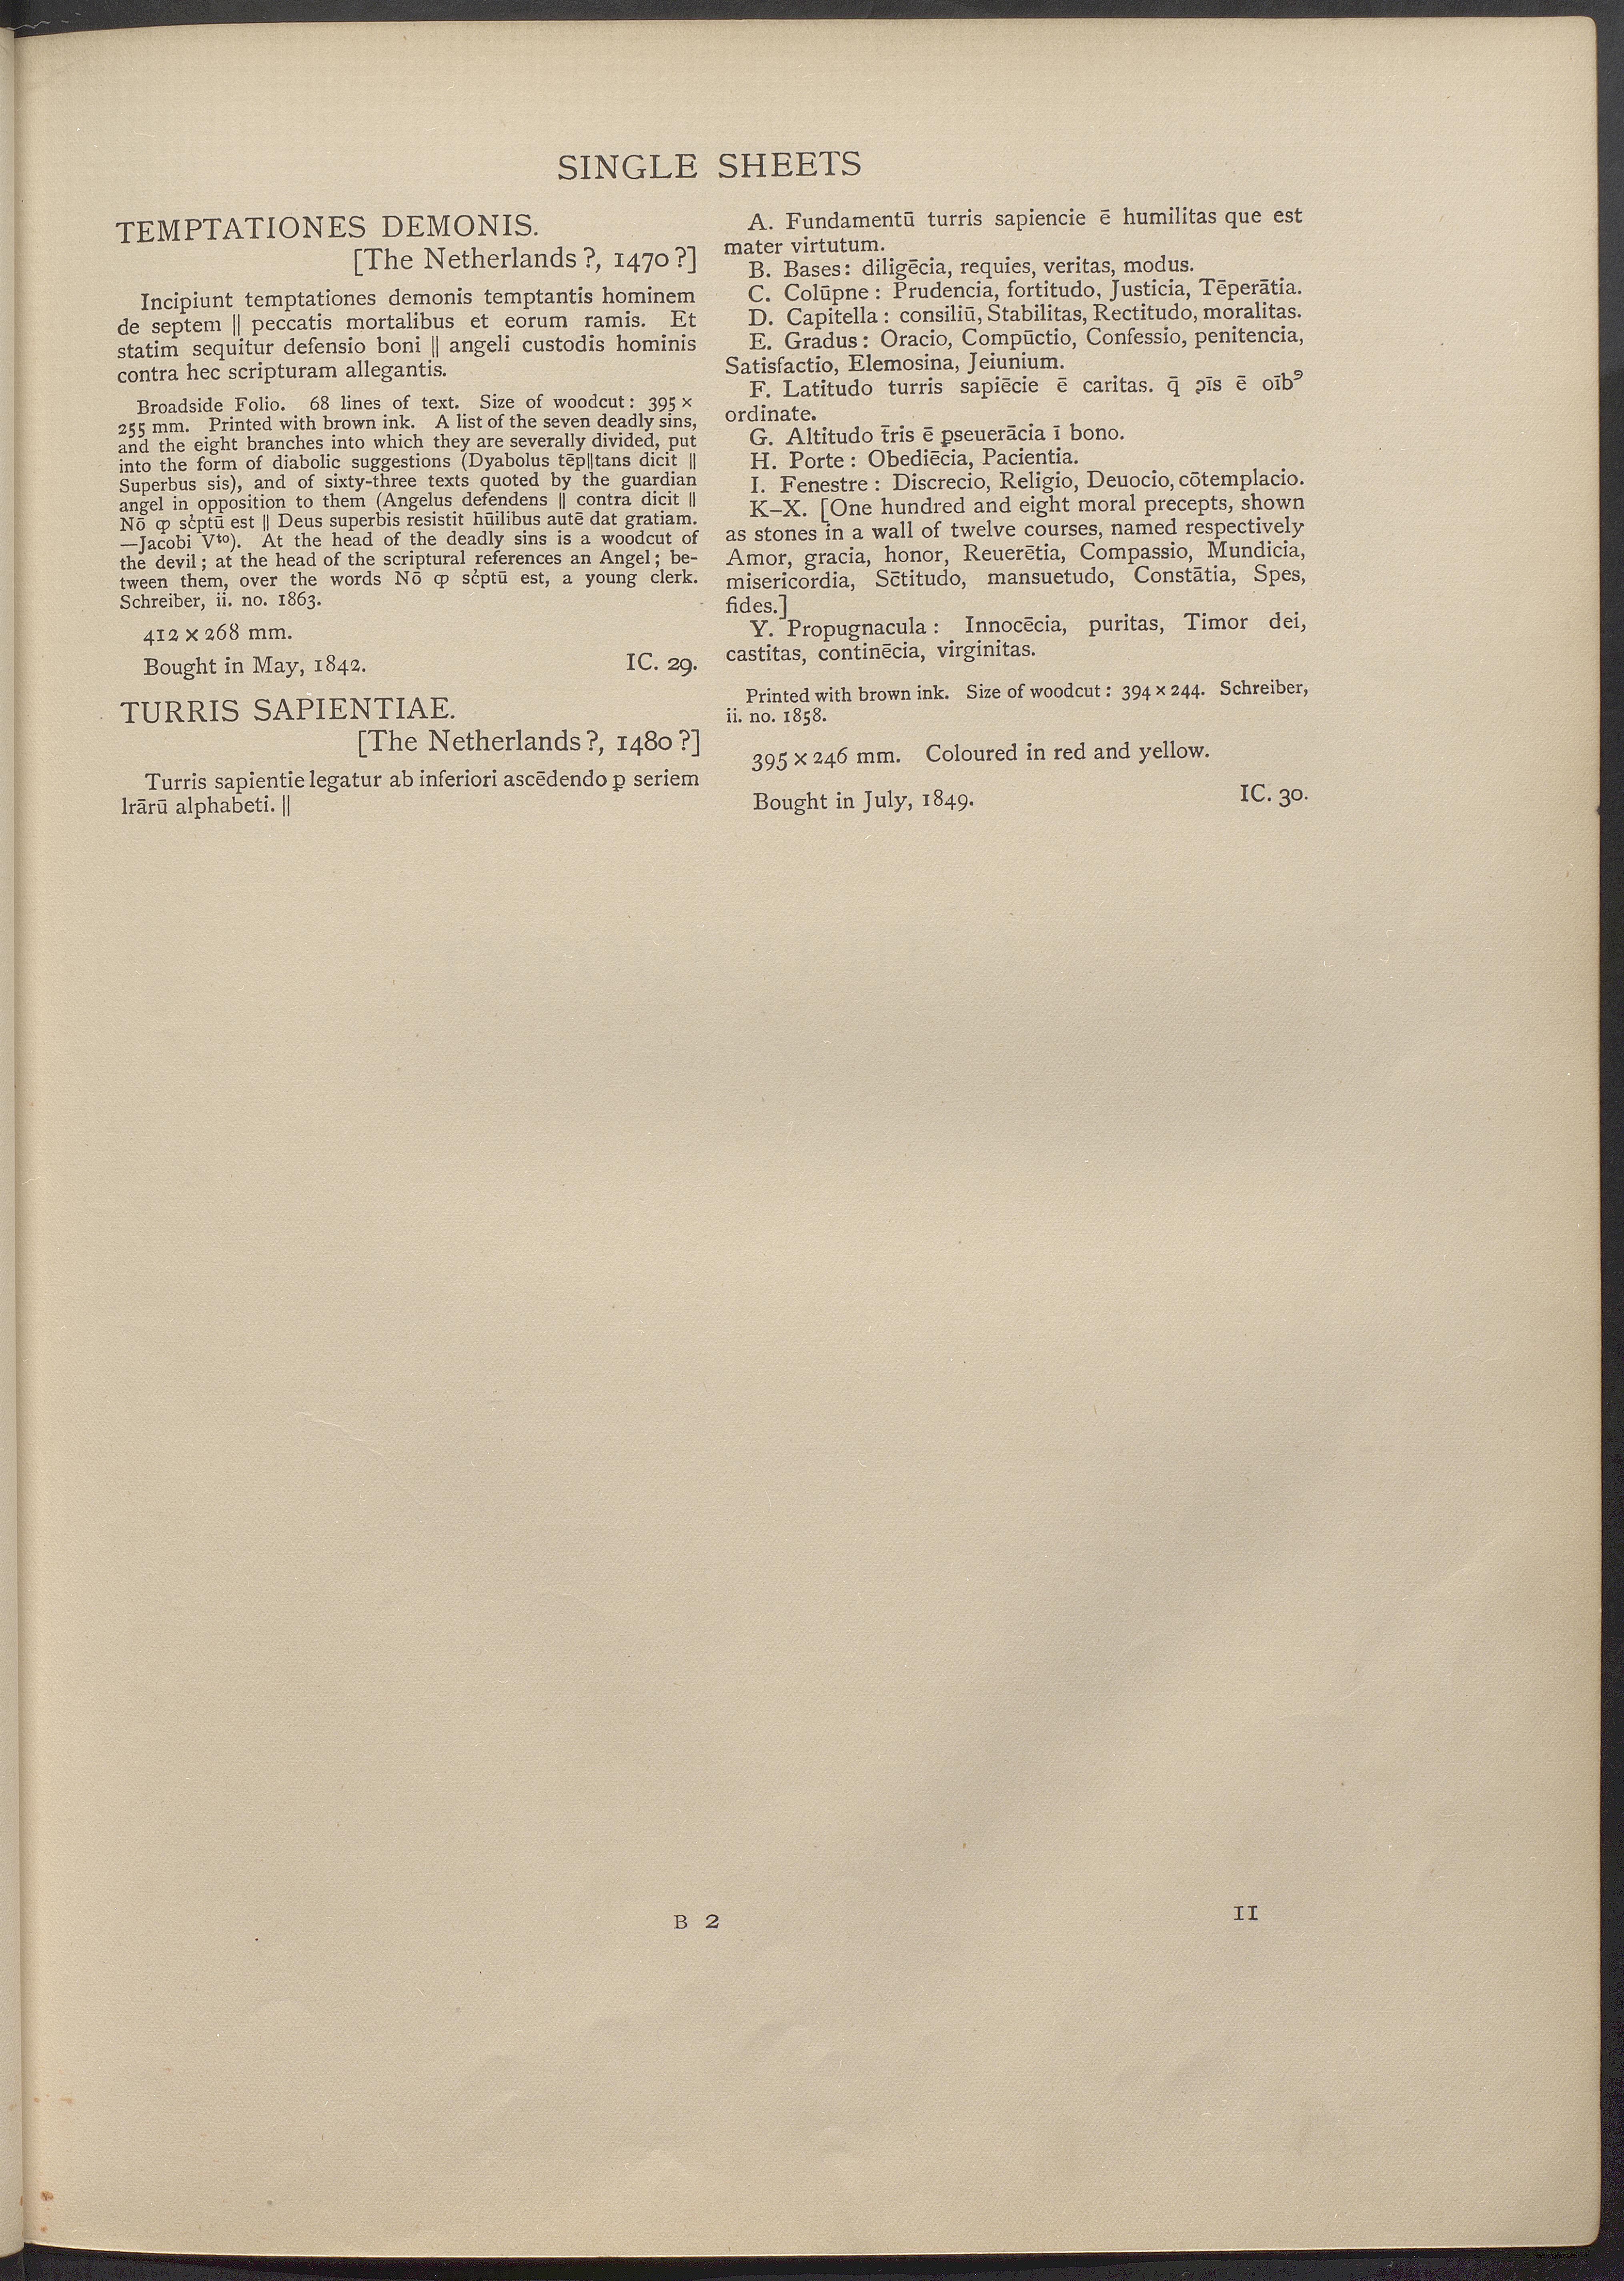 SINGLE SHEETS
TEMPTATIONES DEMONIS.
[The Netherlands ?, 1470 ?]
Incipiunt temptationes demonis temptantis hominem
de septem || peccatis mortalibus et eorum ramis. Et
statim sequitur defensio boni || angeli custodis hominis
contra hec scripturam allegantis.
Broadside Folio. 68 lines of text. Size of woodcut: 395 ×
255 mm. Printed with brown ink. A list of the seven deadly sins,
and the eight branches into which they are severally divided, put
into the form of diabolic suggestions (Dyabolus tēp||tans dicit ||
Superbus sis), and of sixty-three texts quoted by the guardian
angel in opposition to them (Angelus defendens || contra dicit ||
Nō ꝙ sc̓ptū est || Deus superbis resistit hūilibus autē dat gratiam.
—Jacobi Vᵗᵒ). At the head of the deadly sins is a woodcut of
the devil; at the head of the scriptural references an Angel; be-
tween them, over the words Nō ꝙ sc̓ptū est, a young clerk.
Schreiber, ii. no. 1863.
412 × 268 mm.
Bought in May, 1842. IC. 29.
TURRIS SAPIENTIAE.
[The Netherlands ?, 1480 ?]
Turris sapientie legatur ab inferiori ascēdendo ꝑ seriem
lrārū alphabeti. ||
A. Fundamentū turris sapiencie ē humilitas que est
mater virtutum.
B. Bases: diligēcia, requies, veritas, modus.
C. Colūpne : Prudencia, fortitudo, Justicia, Tēperātia.
D. Capitella : consiliū, Stabilitas, Rectitudo, moralitas.
E. Gradus : Oracio, Compūctio, Confessio, penitencia,
Satisfactio, Elemosina, Jeiunium.
F. Latitudo turris sapiēcie ē caritas. q̄ ɔīs ē oībꝰ
ordinate.
G. Altitudo t̄ris ē ꝑseuerācia ī bono.
H. Porte : Obediēcia, Pacientia.
I. Fenestre : Discrecio, Religio, Deuocio, cōtemplacio.
K–X. [One hundred and eight moral precepts, shown
as stones in a wall of twelve courses, named respectively
Amor, gracia, honor, Reuerētia, Compassio, Mundicia,
misericordia, Sc̄titudo, mansuetudo, Constātia, Spes,
fides.]
Y. Propugnacula : Innocēcia, puritas, Timor dei,
castitas, continēcia, virginitas.
Printed with brown ink. Size of woodcut : 394 × 244. Schreiber,
ii. no. 1858.
395 × 246 mm. Coloured in red and yellow.
Bought in July, 1849. IC. 30.
B 2
11